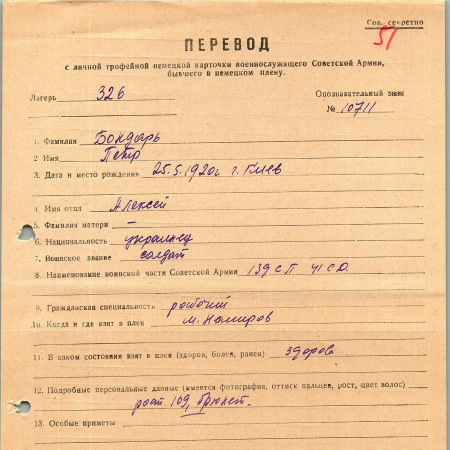 Сов. секретно
51
ПЕРЕВОД
с личной трофейной немецкой карточки военнослужащего Советской Армии,
бывшего в немецком плену.
Лагерь 326
Опознавательный знак
№ 10711
1. Фамилия Бондарь
2 Имя Петр
3. Дата и место рождения 25.5.1920г г. Киев
4. Имя отца Алексей
5. Фамилия матери —
6. Национальность украинец
7. Воинское звание солдат
8. Наименование воинской части Советской Армии 139 СП 41 СД.
9. Гражданская специальность рабочий
10. Когда и где взят в плен м. Немиров
11. В каком состоянии взят в плен (здоров, болен, ранен) здоров
12. Подробные персональные данные (имеется фотография, оттиск пальцев, рост, цвет волос)
рост 169, брюнет.
13. Особые приметы